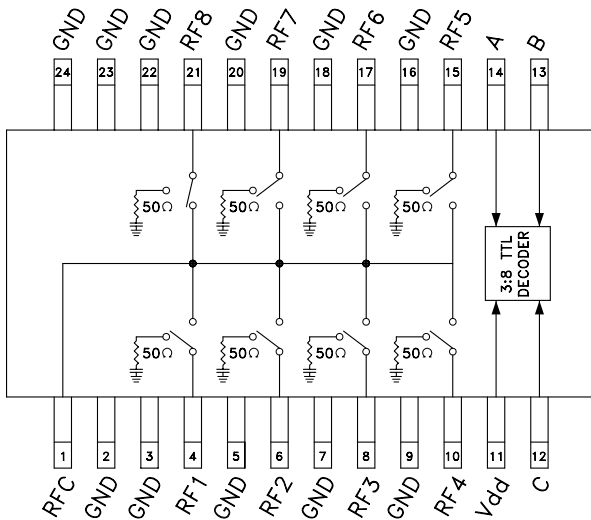 GND GND GND RF8 GND RF7 GND RF6 GND RF5 A B
24 23 22 21 20 19 18 17 16 15 14 13
50Ω 50Ω 50Ω 50Ω
3:8 TTL
DECODER
50Ω 50Ω 50Ω 50Ω
1 2 3 4 5 6 7 8 9 10 11 12
RFC GND GND RF1 GND RF2 GND RF3 GND RF4 Vdd C